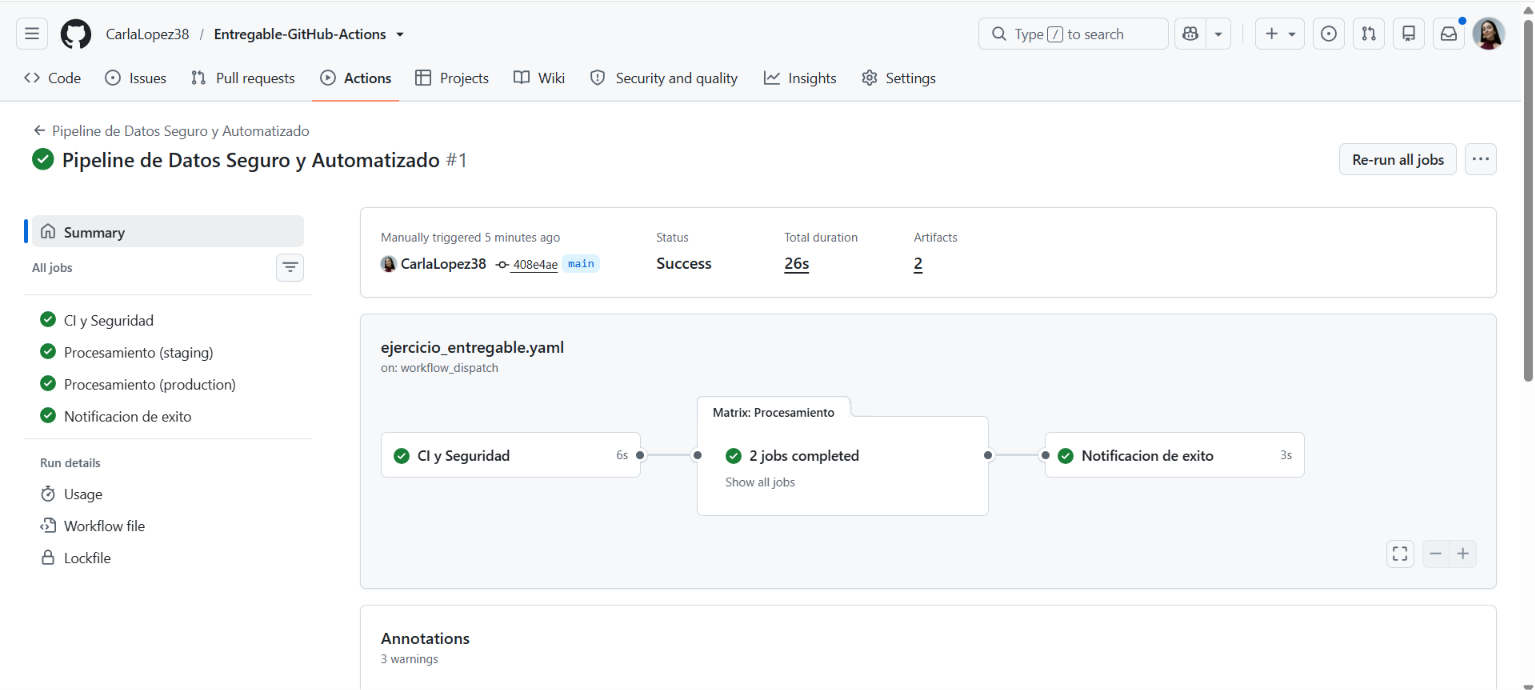 CarlaLopez38 / Entregable-GitHub-Actions
Type / to search
Code Issues Pull requests Actions Projects Wiki Security and quality Insights Settings
Pipeline de Datos Seguro y Automatizado
Pipeline de Datos Seguro y Automatizado #1
Re-run all jobs
Summary
All jobs
CI y Seguridad
Procesamiento (staging)
Procesamiento (production)
Notificacion de exito
Run details
Usage
Workflow file
Lockfile
Manually triggered 5 minutes ago
CarlaLopez38 408e4ae main
Status
Success
Total duration
26s
Artifacts
2
ejercicio_entregable.yaml
on: workflow_dispatch
CI y Seguridad 6s
Matrix: Procesamiento
2 jobs completed
Show all jobs
Notificacion de exito 3s
Annotations
3 warnings